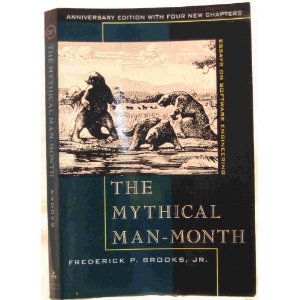 ANNIVERSARY EDITION WITH FOUR NEW CHAPTERS
ESSAYS ON SOFTWARE ENGINEERING
THE
MYTHICAL
MAN-MONTH
FREDERICK P. BROOKS, JR.
THE MYTHICAL MAN-MONTH
BROOKS